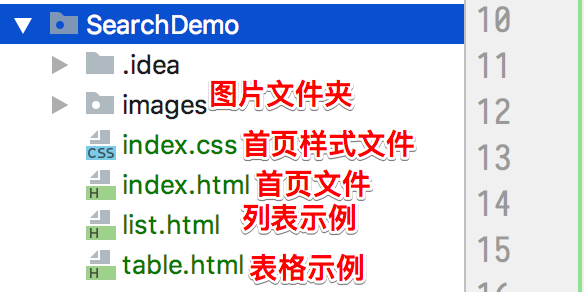 SearchDemo
.idea
images 图片文件夹
index.css 首页样式文件
index.html 首页文件
list.html 列表示例
table.html 表格示例
10
11
12
13
14
15